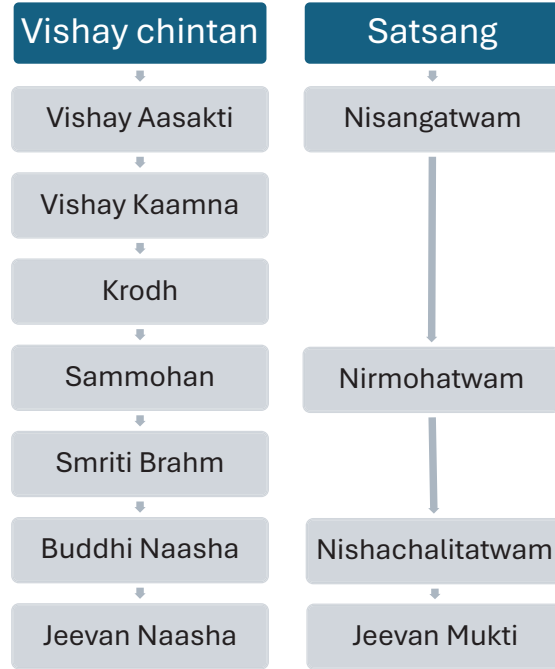 Vishay chintan
Vishay Aasakti
Vishay Kaamna
Krodh
Sammohan
Smriti Brahm
Buddhi Naasha
Jeevan Naasha
Satsang
Nisangatwam
Nirmohatwam
Nishachalitatwam
Jeevan Mukti